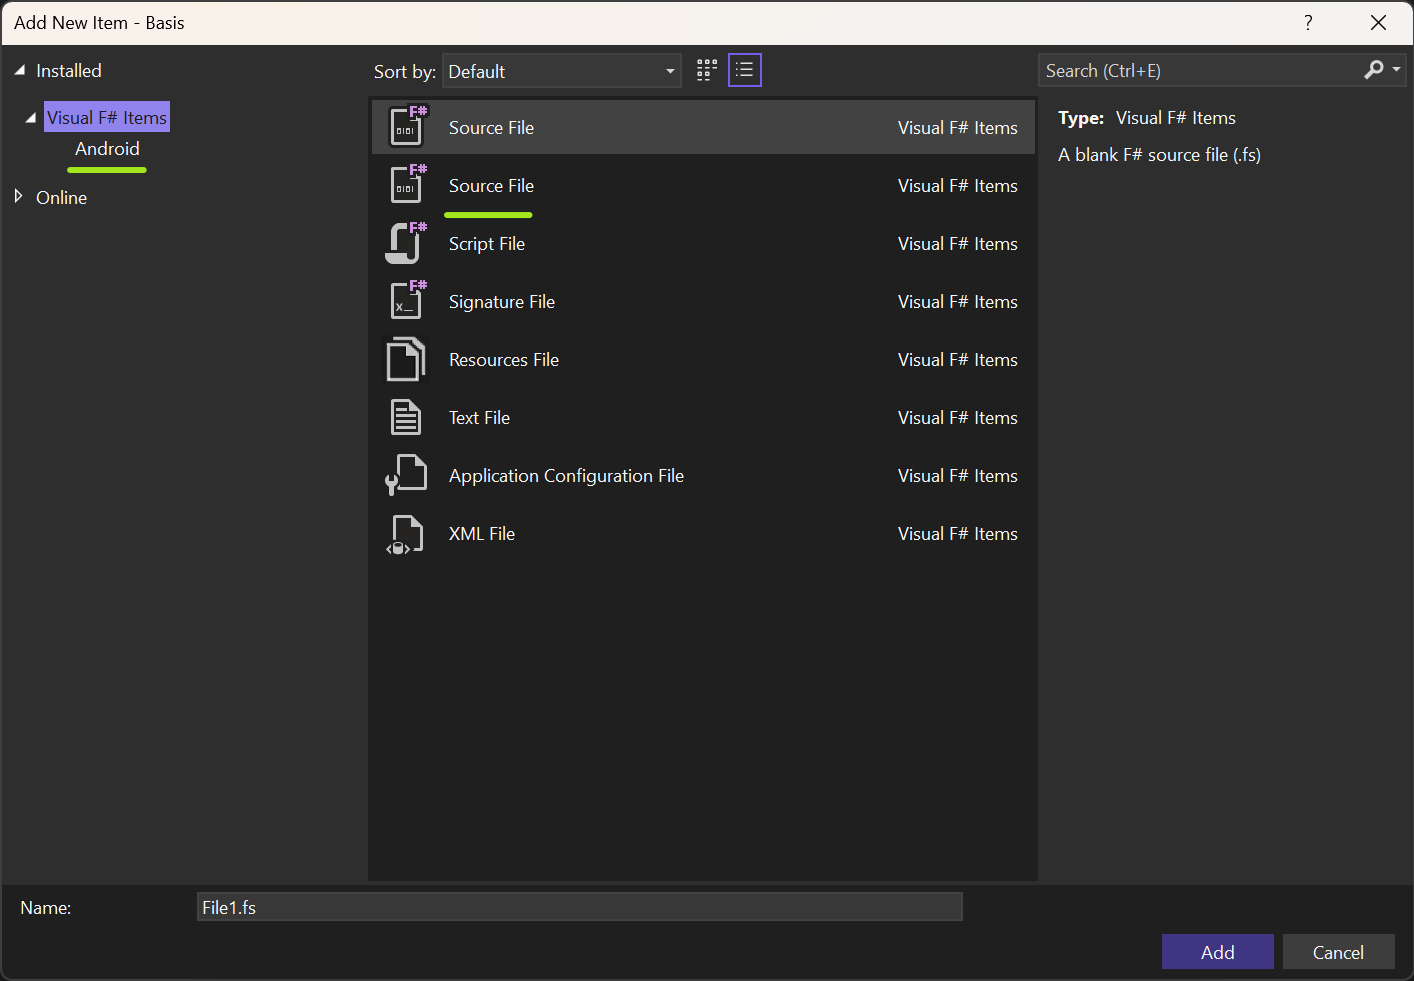 Add New Item - Basis
?
Installed
Visual F# Items
Android
Online
Sort by: Default
Search (Ctrl+E)
F# Source File Visual F# Items
F# Source File Visual F# Items
F# Script File Visual F# Items
F# Signature File Visual F# Items
Resources File Visual F# Items
Text File Visual F# Items
Application Configuration File Visual F# Items
XML File Visual F# Items
Type: Visual F# Items
A blank F# source file (.fs)
Name: File1.fs
Add Cancel